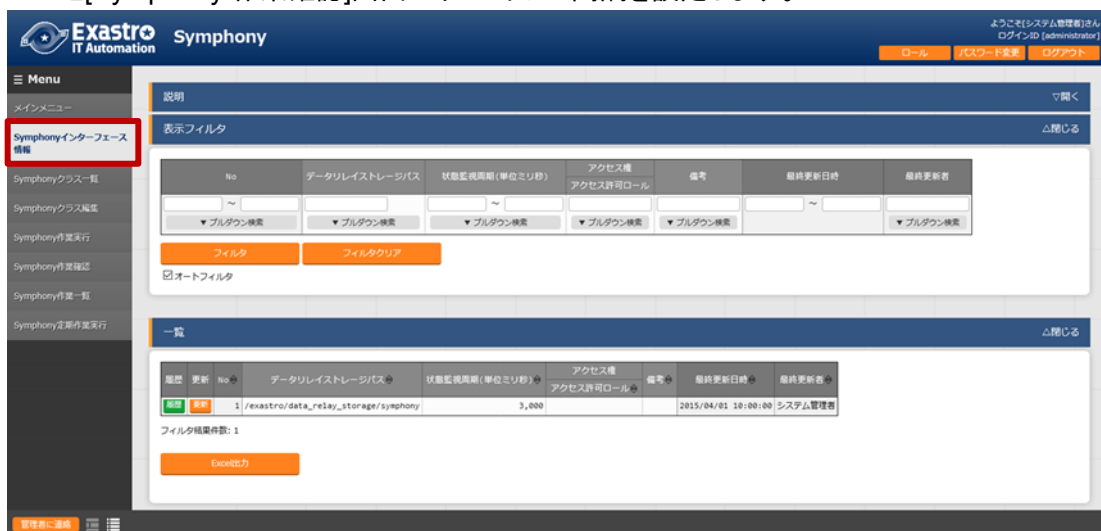 Exastro
IT Automation
Symphony
ようこそ[システム管理者]さん
ログインID [administrator]
ロール
パスワード変更
ログアウト
Menu
メインメニュー
Symphonyインターフェース
情報
Symphonyクラス一覧
Symphonyクラス編集
Symphony作業実行
Symphony作業確認
Symphony作業一覧
Symphony定期作業実行
説明
▽開く
表示フィルタ
△閉じる
No
データリレイストレージパス
状態監視周期(単位ミリ秒)
アクセス権
アクセス許可ロール
備考
最終更新日時
最終更新者
~
~
~
▼プルダウン検索
▼プルダウン検索
▼プルダウン検索
▼プルダウン検索
▼プルダウン検索
▼プルダウン検索
フィルタ
フィルタクリア
オートフィルタ
一覧
△閉じる
履歴 更新 No データリレイストレージパス 状態監視周期(単位ミリ秒) アクセス権 備考 最終更新日時 最終更新者
アクセス許可ロール
履歴 更新 1 /exastro/data_relay_storage/symphony 3,000 2015/04/01 10:00:00 システム管理者
フィルタ結果件数: 1
Excel出力
管理者に連絡